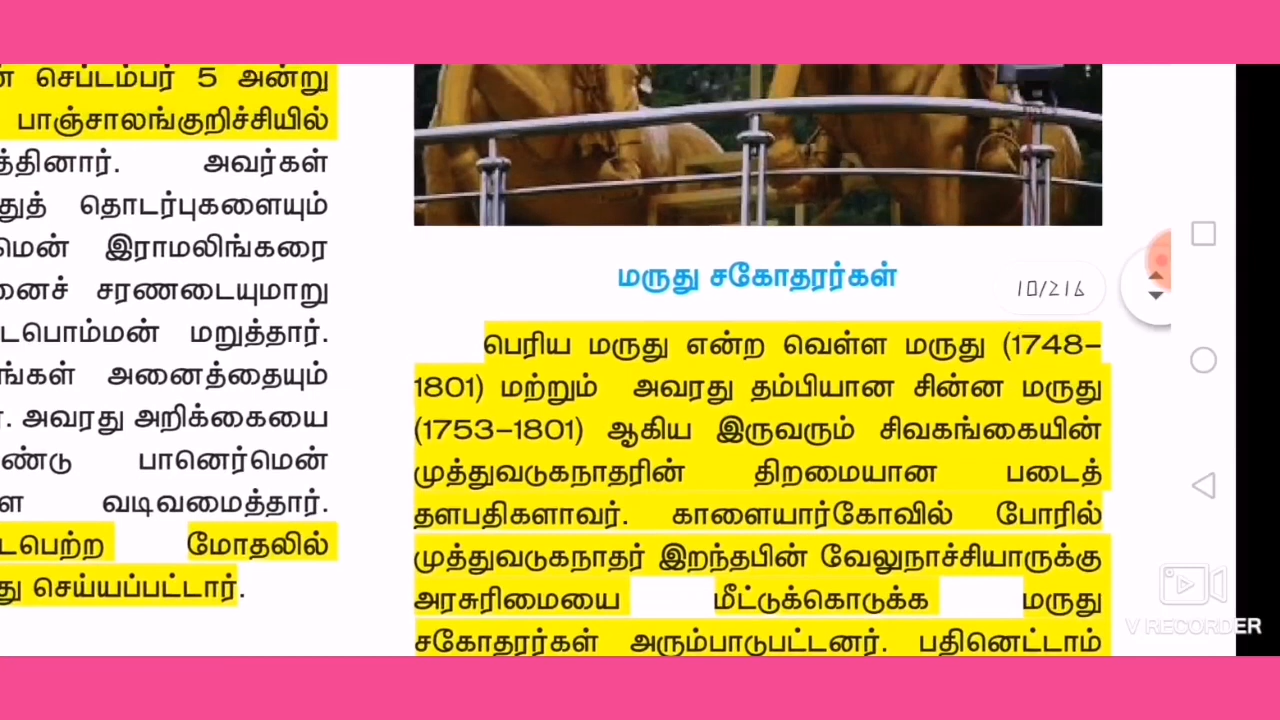 ன் செப்டம்பர் 5 அன்று
பாஞ்சாலங்குறிச்சியில்
த்தினார். அவர்கள்
துத் தொடர்புகளையும்
மென் இராமலிங்கரை
னைச் சரணடையுமாறு
டபொம்மன் மறுத்தார்.
ங்கள் அனைத்தையும்
அவரது அறிக்கையை
ண்டு பானெர்மென்
ள வடிவமைத்தார்.
டபெற்ற மோதலில்
து செய்யப்பட்டார்.
மருது சகோதரர்கள்
10/216
பெரிய மருது என்ற வெள்ள மருது (1748–
1801) மற்றும் அவரது தம்பியான சின்ன மருது
(1753–1801) ஆகிய இருவரும் சிவகங்கையின்
முத்துவடுகநாதரின் திறமையான படைத்
தளபதிகளாவர். காளையார்கோவில் போரில்
முத்துவடுகநாதர் இறந்தபின் வேலுநாச்சியாருக்கு
அரசுரிமையை மீட்டுக்கொடுக்க மருது
சகோதரர்கள் அரும்பாடுபட்டனர். பதினெட்டாம்
V RECORDER